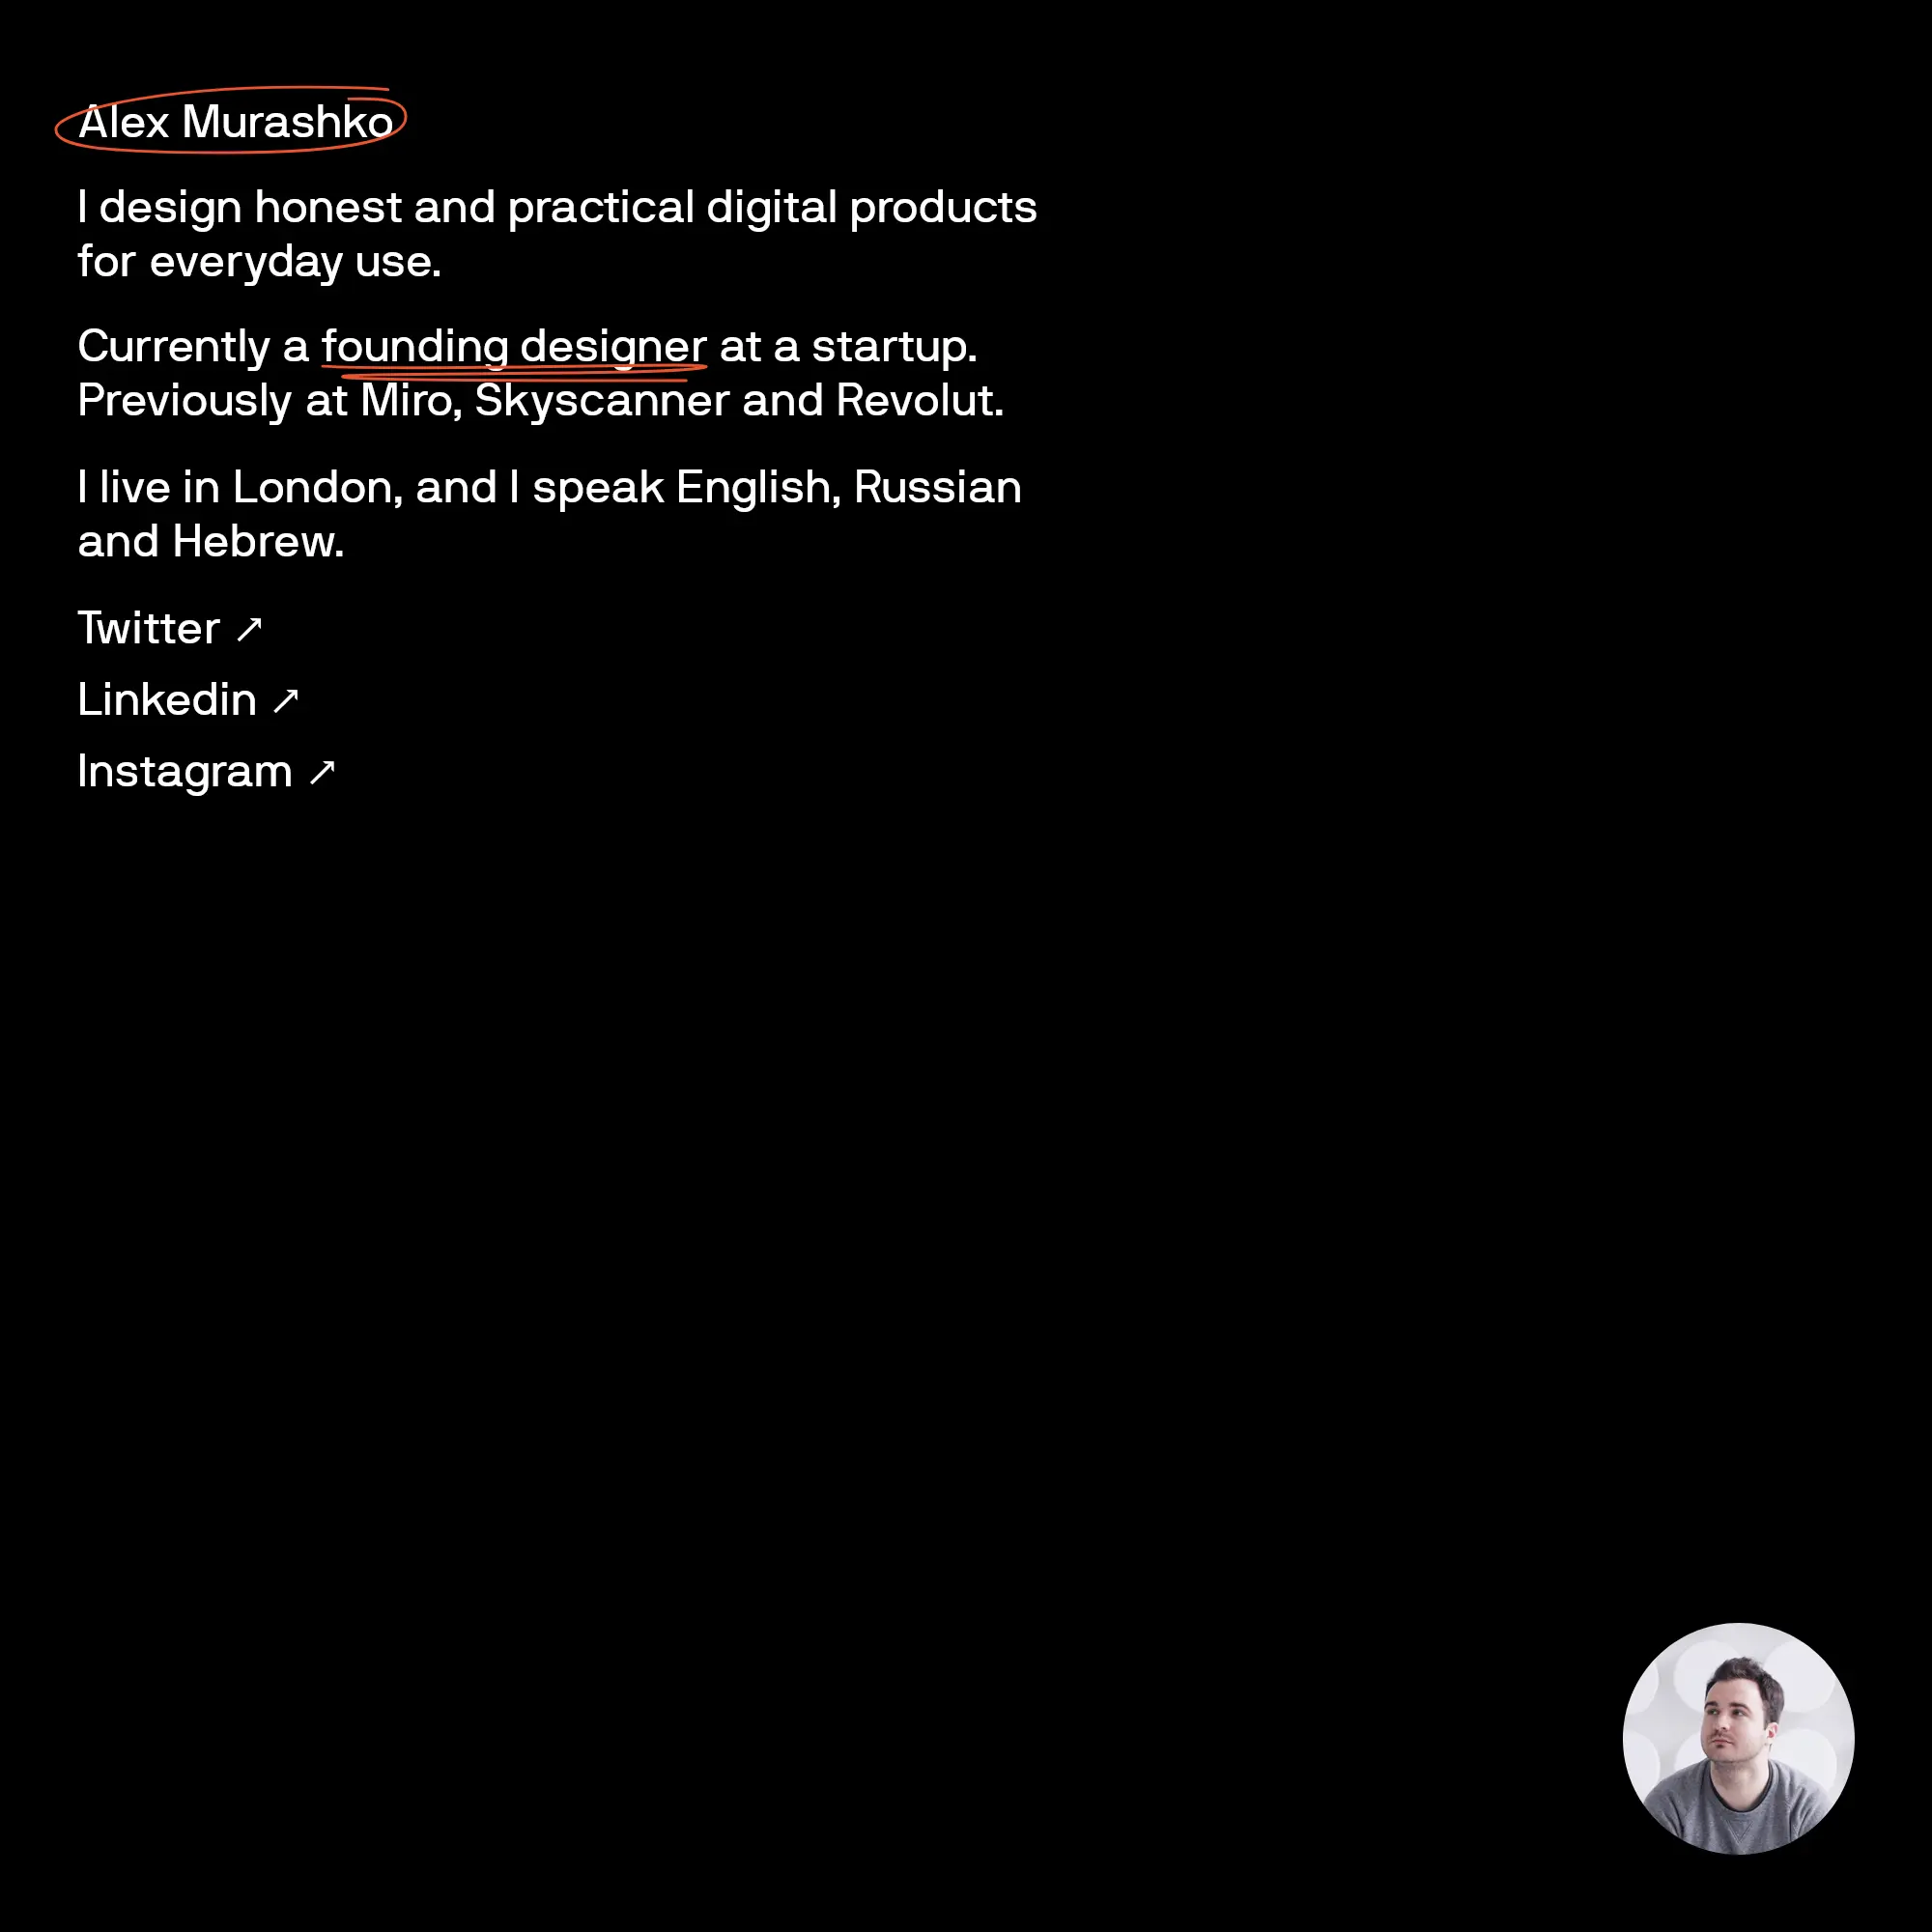 Alex Murashko
I design honest and practical digital products
for everyday use.
Currently a founding designer at a startup.
Previously at Miro, Skyscanner and Revolut.
I live in London, and I speak English, Russian
and Hebrew.
Twitter ↗
Linkedin ↗
Instagram ↗